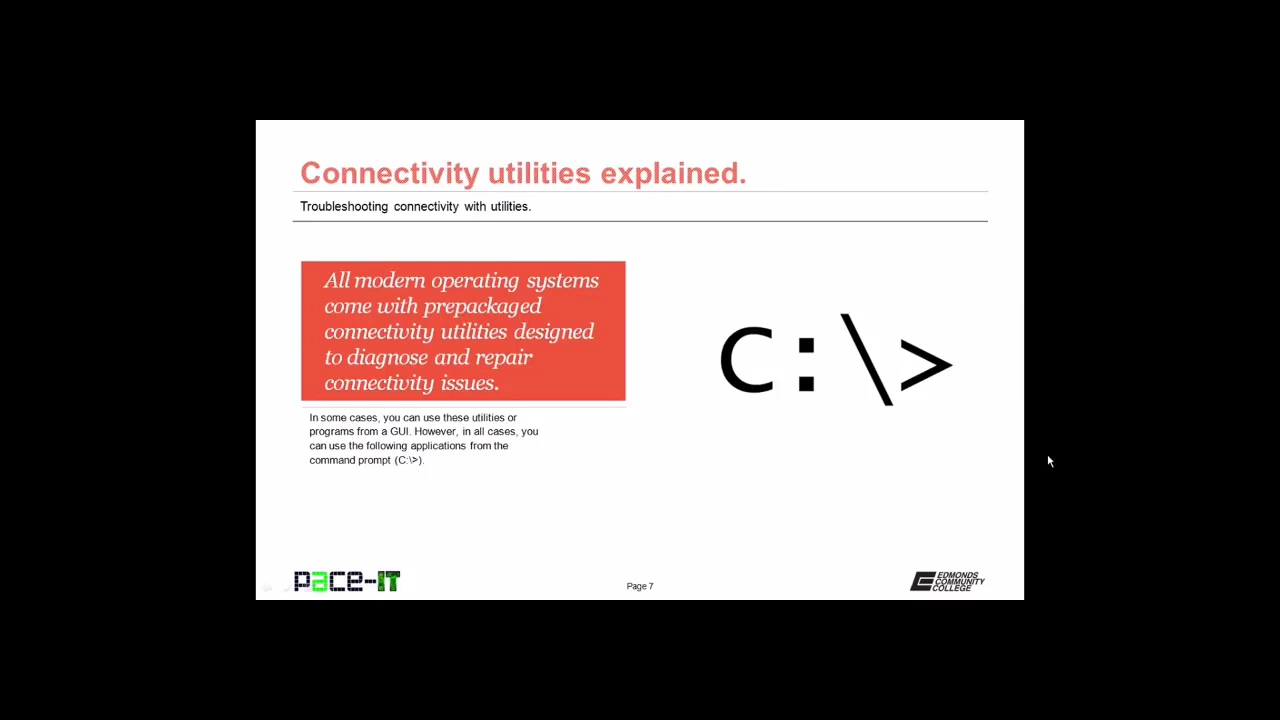 Connectivity utilities explained.
Troubleshooting connectivity with utilities.
All modern operating systems
come with prepackaged
connectivity utilities designed
to diagnose and repair
connectivity issues.
C:\>
In some cases, you can use these utilities or
programs from a GUI. However, in all cases, you
can use the following applications from the
command prompt (C:\>).
pace-IT
Page 7
EDMONDS
COMMUNITY
COLLEGE